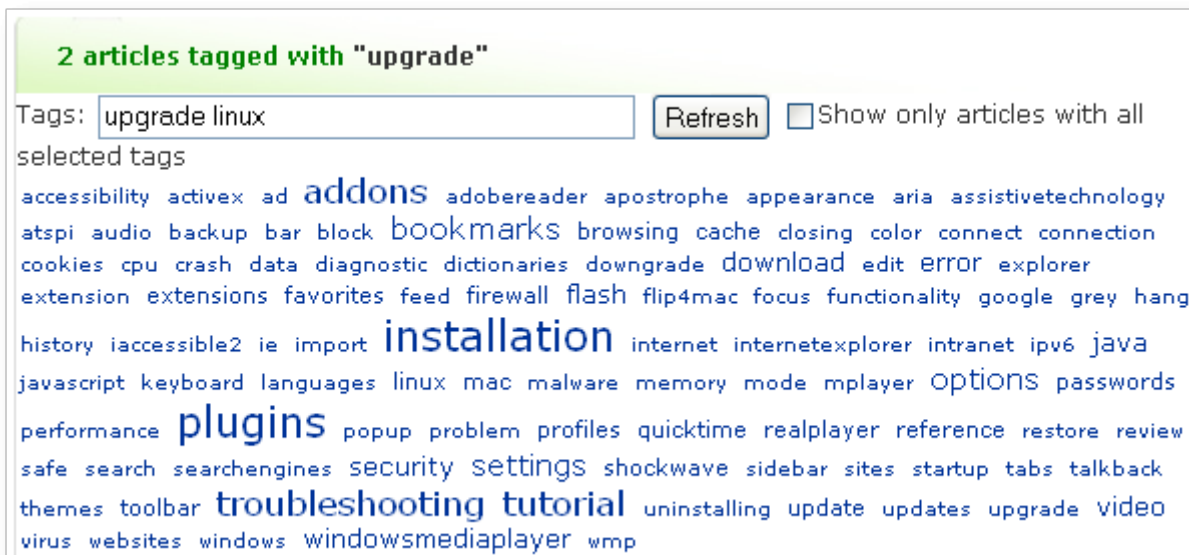 2 articles tagged with "upgrade"
Tags: upgrade linux Refresh Show only articles with all
selected tags
accessibility activex ad addons adobereader apostrophe appearance aria assistivetechnology
atspi audio backup bar block bookmarks browsing cache closing color connect connection
cookies cpu crash data diagnostic dictionaries downgrade download edit error explorer
extension extensions favorites feed firewall flash flip4mac focus functionality google grey hang
history iaccessible2 ie import installation internet internetexplorer intranet ipv6 java
javascript keyboard languages linux mac malware memory mode mplayer options passwords
performance plugins popup problem profiles quicktime realplayer reference restore review
safe search searchengines security settings shockwave sidebar sites startup tabs talkback
themes toolbar troubleshooting tutorial uninstalling update updates upgrade video
virus websites windows windowsmediaplayer wmp